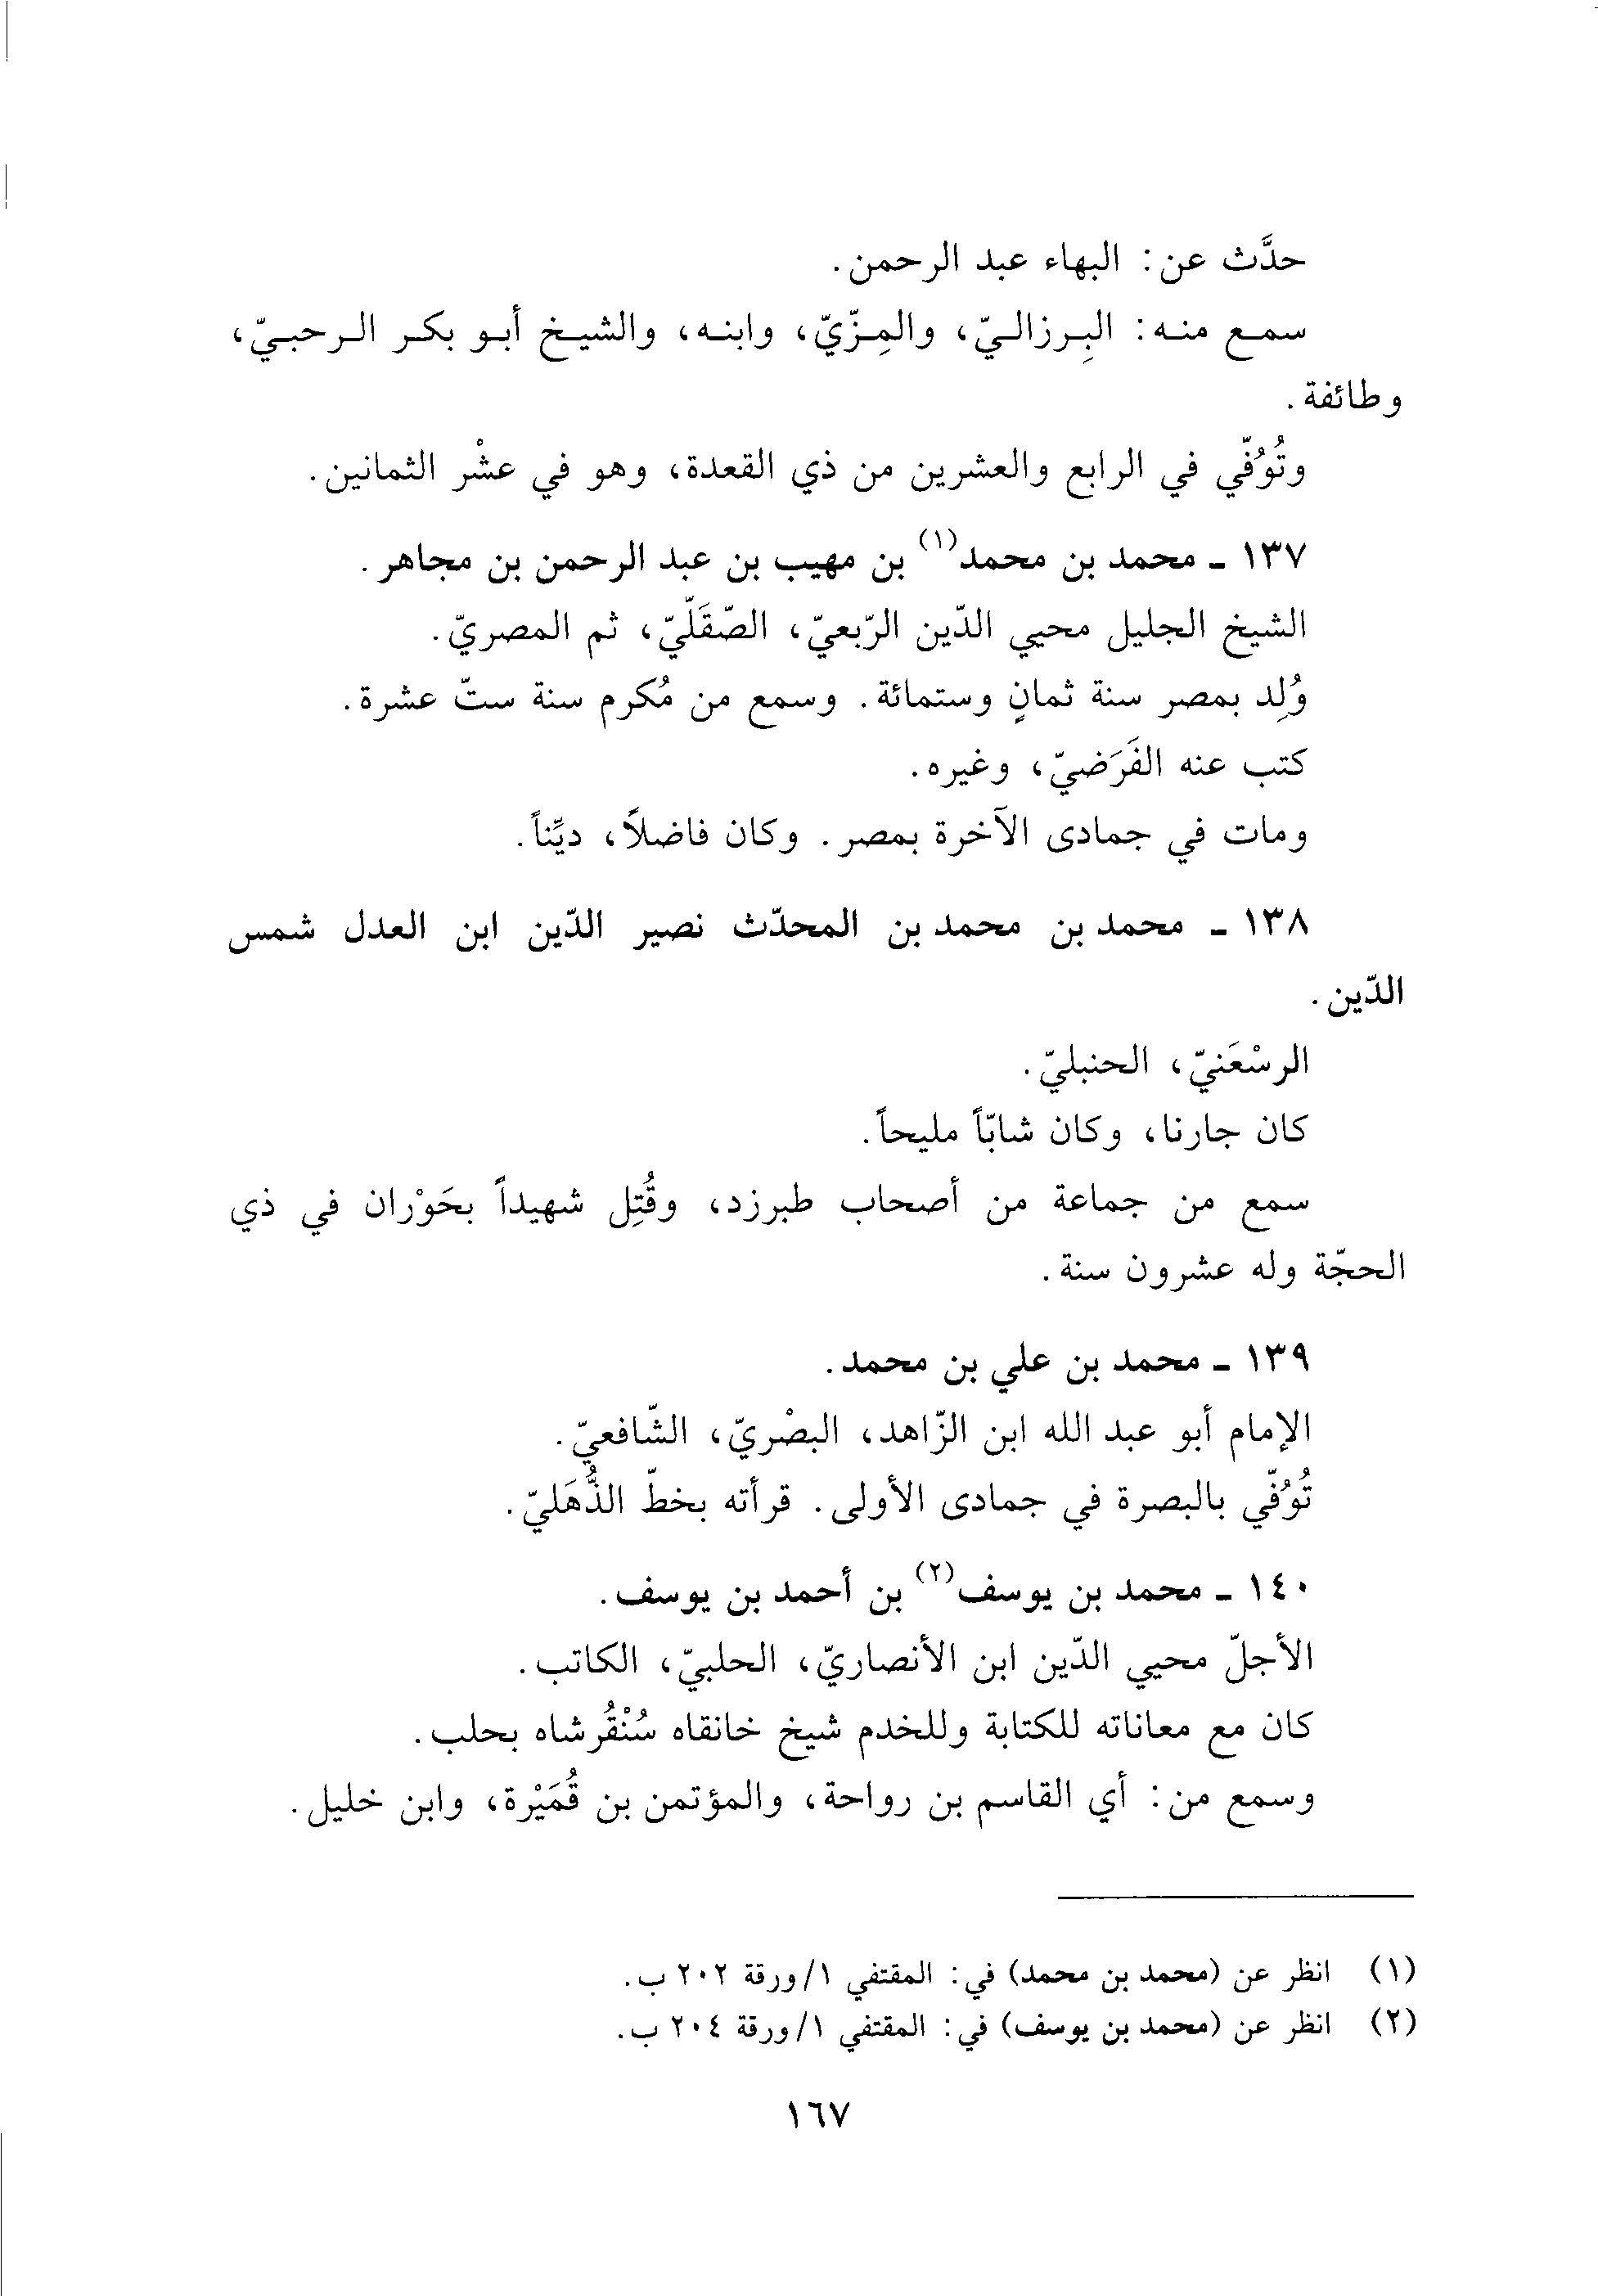 حدَّث عن: البهاء عبد الرحمن.
سمع منه: البِرزاليّ، والمِزّيّ، وابنه، والشيخ أبو بكر الرحبيّ،
وطائفة.
وتُوُفّي في الرابع والعشرين من ذي القعدة، وهو في عشْر الثمانين.
١٣٧ ـ محمد بن محمد(١) بن مهيب بن عبد الرحمن بن مجاهر.
الشيخ الجليل محيي الدّين الرّبعيّ، الصّقَلّيّ، ثم المصريّ.
وُلِد بمصر سنة ثمانٍ وستمائة. وسمع من مُكرم سنة ستّ عشرة.
كتب عنه الفَرَضيّ، وغيره.
ومات في جمادى الآخرة بمصر. وكان فاضلاً، ديِّناً.
١٣٨ ـ محمد بن محمد بن المحدّث نصير الدّين ابن العدل شمس
الدّين.
الرسْعَنيّ، الحنبليّ.
كان جارنا، وكان شابّاً مليحاً.
سمع من جماعة من أصحاب طبرزد، وقُتِل شهيداً بحَوْران في ذي
الحجّة وله عشرون سنة.
١٣٩ ـ محمد بن علي بن محمد.
الإمام أبو عبد الله ابن الزّاهد، البصْريّ، الشّافعيّ.
تُوُفّي بالبصرة في جمادى الأولى. قرأته بخطّ الذُّهَليّ.
١٤٠ ـ محمد بن يوسف(٢) بن أحمد بن يوسف.
الأجلّ محيي الدّين ابن الأنصاريّ، الحلبيّ، الكاتب.
كان مع معاناته للكتابة وللخدم شيخ خانقاه سُنْقُرشاه بحلب.
وسمع من: أي القاسم بن رواحة، والمؤتمن بن قُمَيْرة، وابن خليل.
(١) انظر عن (محمد بن محمد) في: المقتفي ١/ورقة ٢٠٢ ب.
(٢) انظر عن (محمد بن يوسف) في: المقتفي ١/ورقة ٢٠٤ ب.
١٦٧